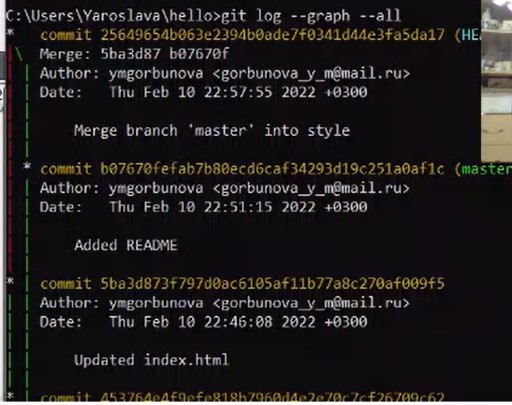 C:\Users\Yaroslava\hello>git log --graph --all
* commit 25649654b063e2394b0ade7f0341d44e3fa5da17 (HE
|\ Merge: 5ba3d87 b07670f
| | Author: ymgorbunova <gorbunova_y_m@mail.ru>
| | Date: Thu Feb 10 22:57:55 2022 +0300
| |
| | Merge branch 'master' into style
| |
| * commit b07670fefab7b80ecd6caf34293d19c251a0af1c (master
| | Author: ymgorbunova <gorbunova_y_m@mail.ru>
| | Date: Thu Feb 10 22:51:15 2022 +0300
| |
| | Added README
| |
* | commit 5ba3d873f797d0ac6105af11b77a8c270af009f5
| | Author: ymgorbunova <gorbunova_y_m@mail.ru>
| | Date: Thu Feb 10 22:46:08 2022 +0300
| |
| | Updated index.html
| |
* | commit 453764e4f9efe818b7960d4e2e70c7cf26709c62